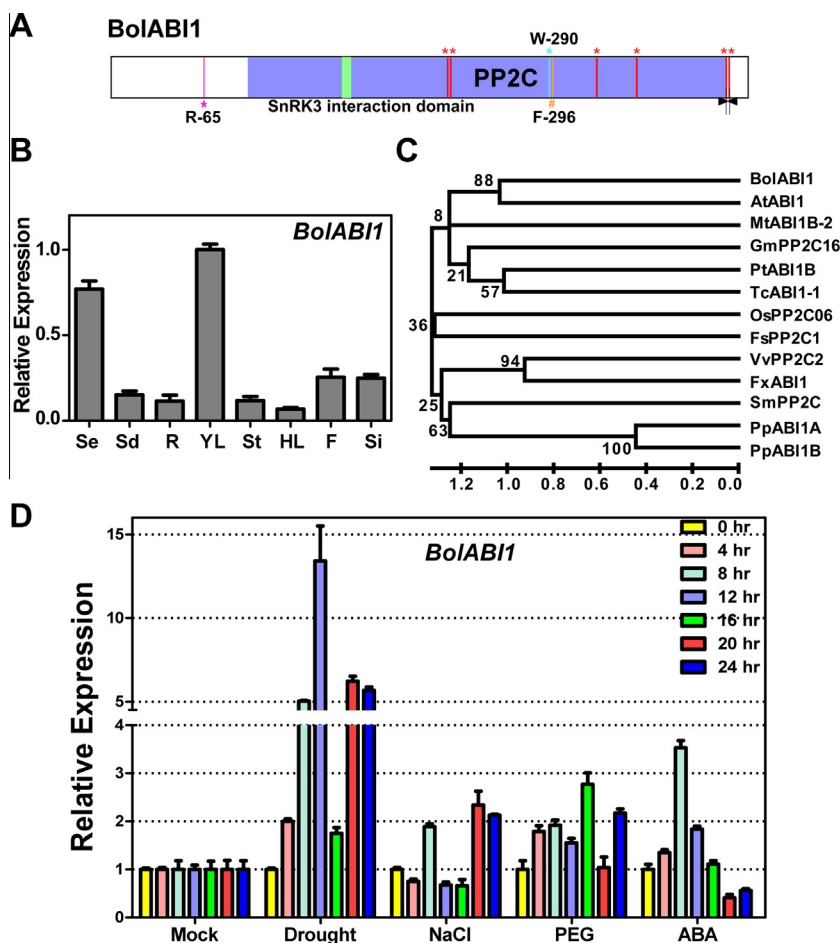 A
BolABI1
W-290
** * * **
PP2C
SnRK3 interaction domain
R-65
F-296
#
B
BolABI1
Relative Expression
1.0
0.5
0.0
Se Sd R YL St HL F Si
C
88
8
21
57
36
94
25
63
100
BolABI1
AtABI1
MtABI1B-2
GmPP2C16
PtABI1B
TcABI1-1
OsPP2C06
FsPP2C1
VvPP2C2
FxABI1
SmPP2C
PpABI1A
PpABI1B
1.2 1.0 0.8 0.6 0.4 0.2 0.0
D
BolABI1
Relative Expression
15
10
5
4
3
2
1
0
0 hr
4 hr
8 hr
12 hr
16 hr
20 hr
24 hr
Mock Drought NaCl PEG ABA